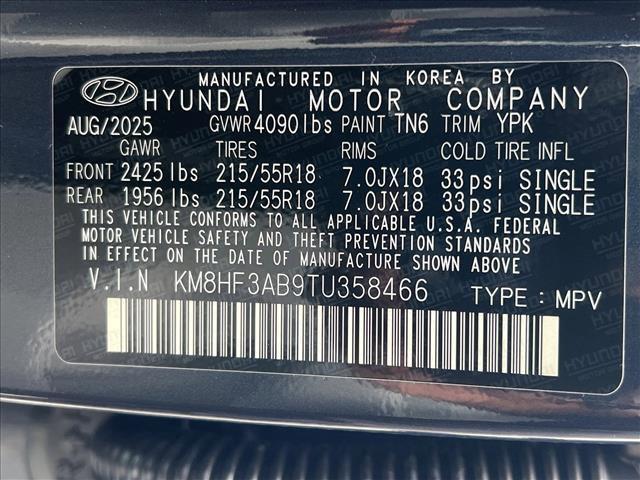 MANUFACTURED IN KOREA BY
HYUNDAI MOTOR COMPANY
AUG/2025 GVWR 4090lbs PAINT TN6 TRIM YPK
GAWR TIRES RIMS COLD TIRE INFL
FRONT 2425 lbs 215/55R18 7.0JX18 33psi SINGLE
REAR 1956 lbs 215/55R18 7.0JX18 33psi SINGLE
THIS VEHICLE CONFORMS TO ALL APPLICABLE U.S.A. FEDERAL
MOTOR VEHICLE SAFETY AND THEFT PREVENTION STANDARDS
IN EFFECT ON THE DATE OF MANUFACTURE SHOWN ABOVE.
V.I.N KM8HF3AB9TU358466 TYPE : MPV